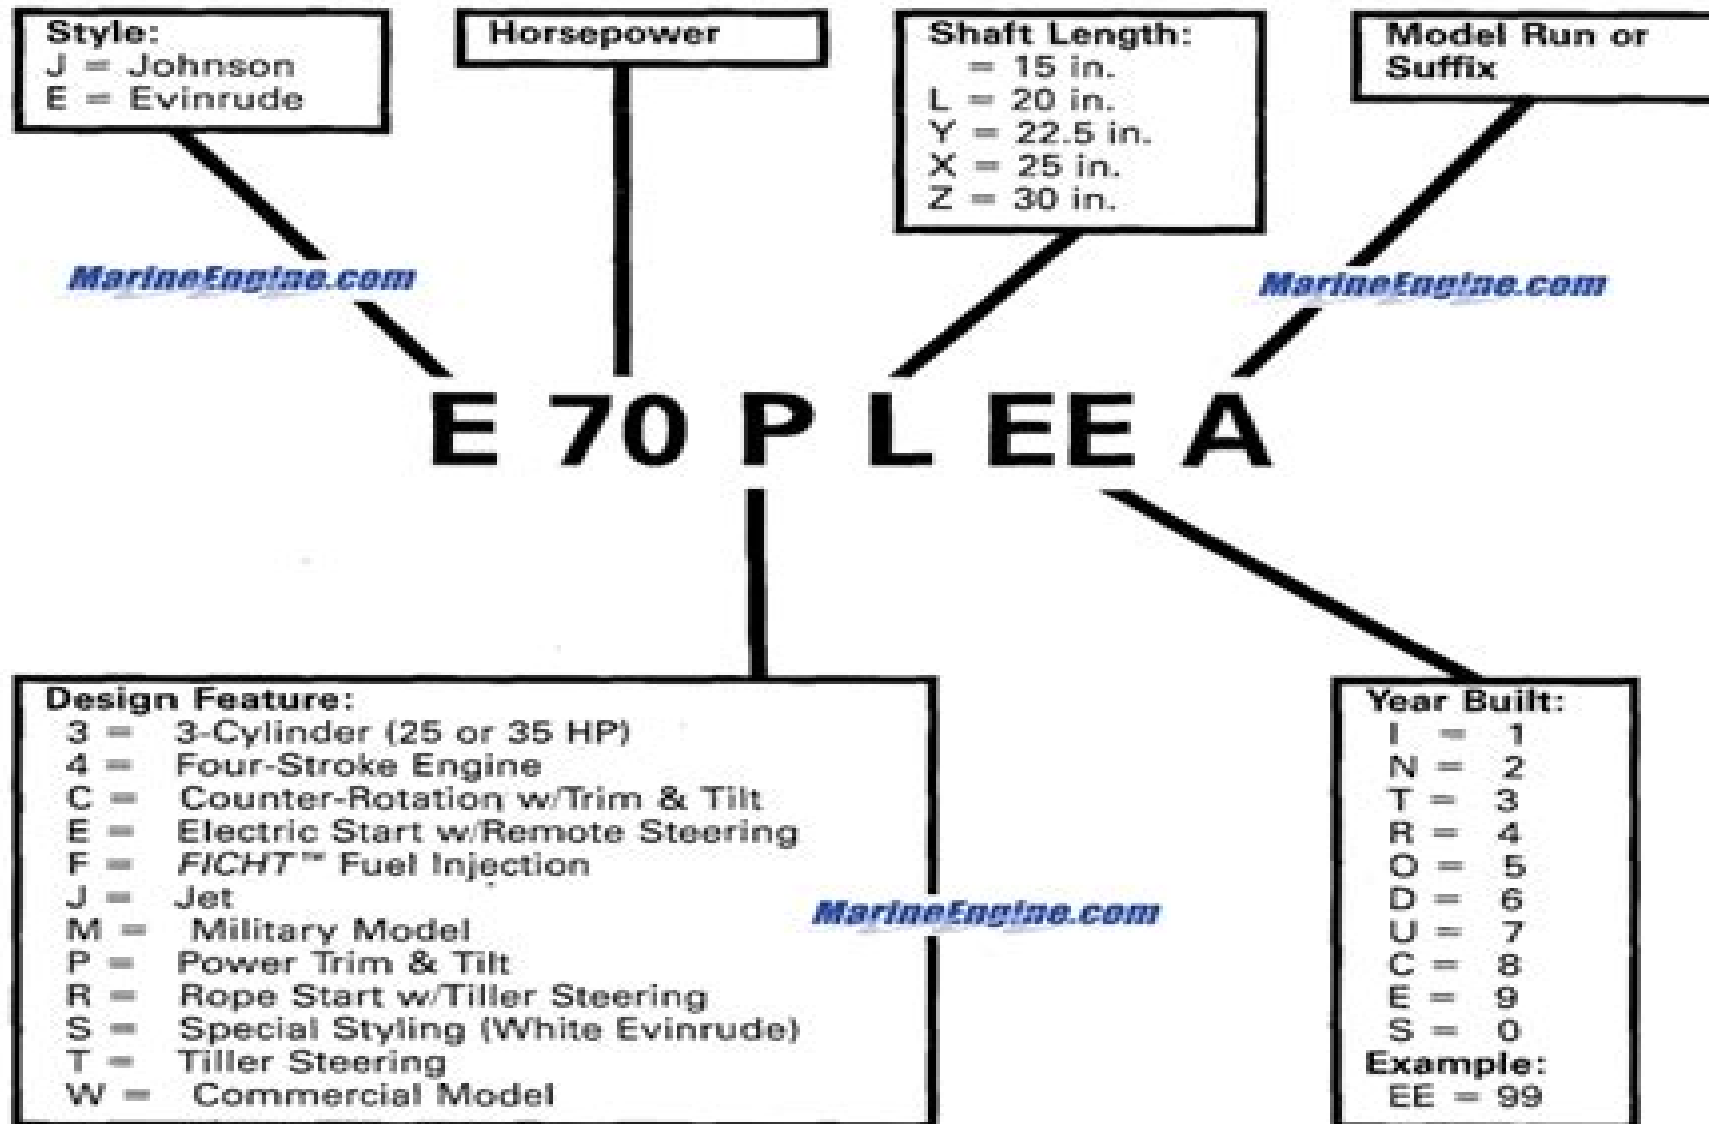 Style:
J = Johnson
E = Evinrude
Horsepower
Shaft Length:
= 15 in.
L = 20 in.
Y = 22.5 in.
X = 25 in.
Z = 30 in.
Model Run or
Suffix
MarineEngine.com
MarineEngine.com
E 70 P L EE A
Design Feature:
3 = 3-Cylinder (25 or 35 HP)
4 = Four-Stroke Engine
C = Counter-Rotation w/Trim & Tilt
E = Electric Start w/Remote Steering
F = FICHT™ Fuel Injection
J = Jet
M = Military Model
P = Power Trim & Tilt
R = Rope Start w/Tiller Steering
S = Special Styling (White Evinrude)
T = Tiller Steering
W = Commercial Model
MarineEngine.com
Year Built:
I = 1
N = 2
T = 3
R = 4
O = 5
D = 6
U = 7
C = 8
E = 9
S = 0
Example:
EE = 99